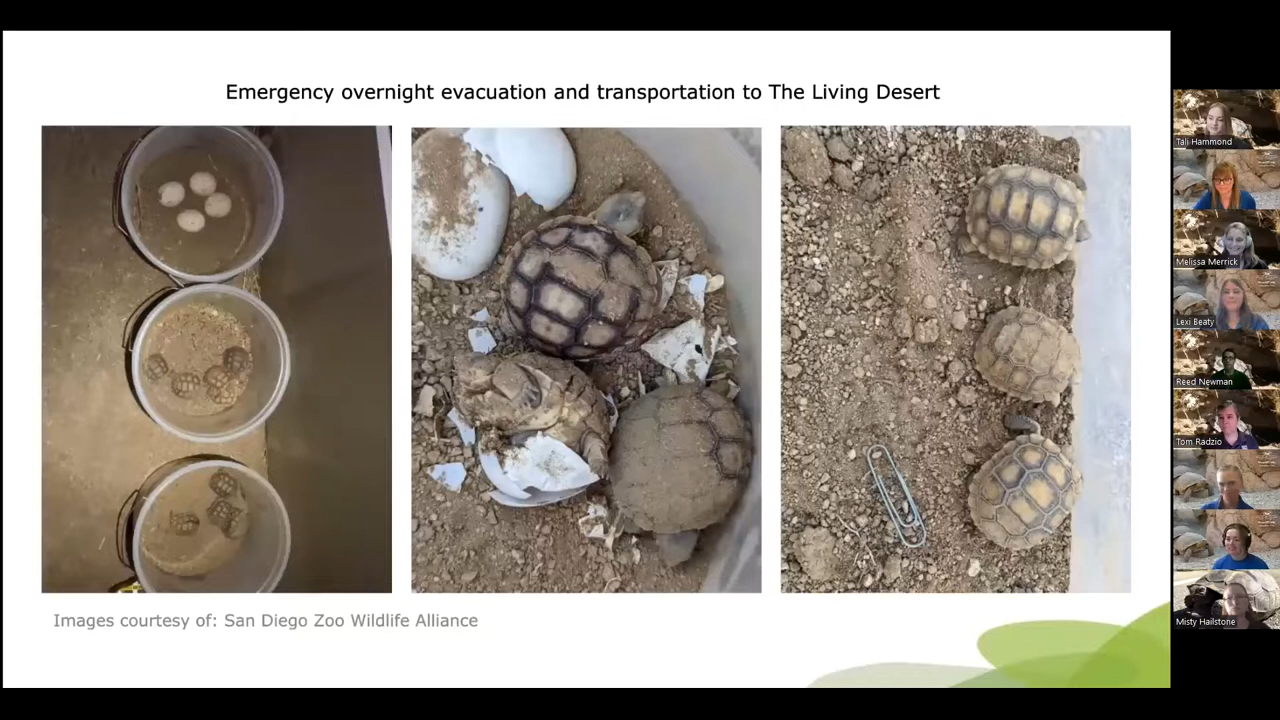 Emergency overnight evacuation and transportation to The Living Desert
Images courtesy of: San Diego Zoo Wildlife Alliance
Tali Hammond
Melissa Merrick
Lexi Beaty
Reed Newman
Tom Radzio
Misty Hailstone